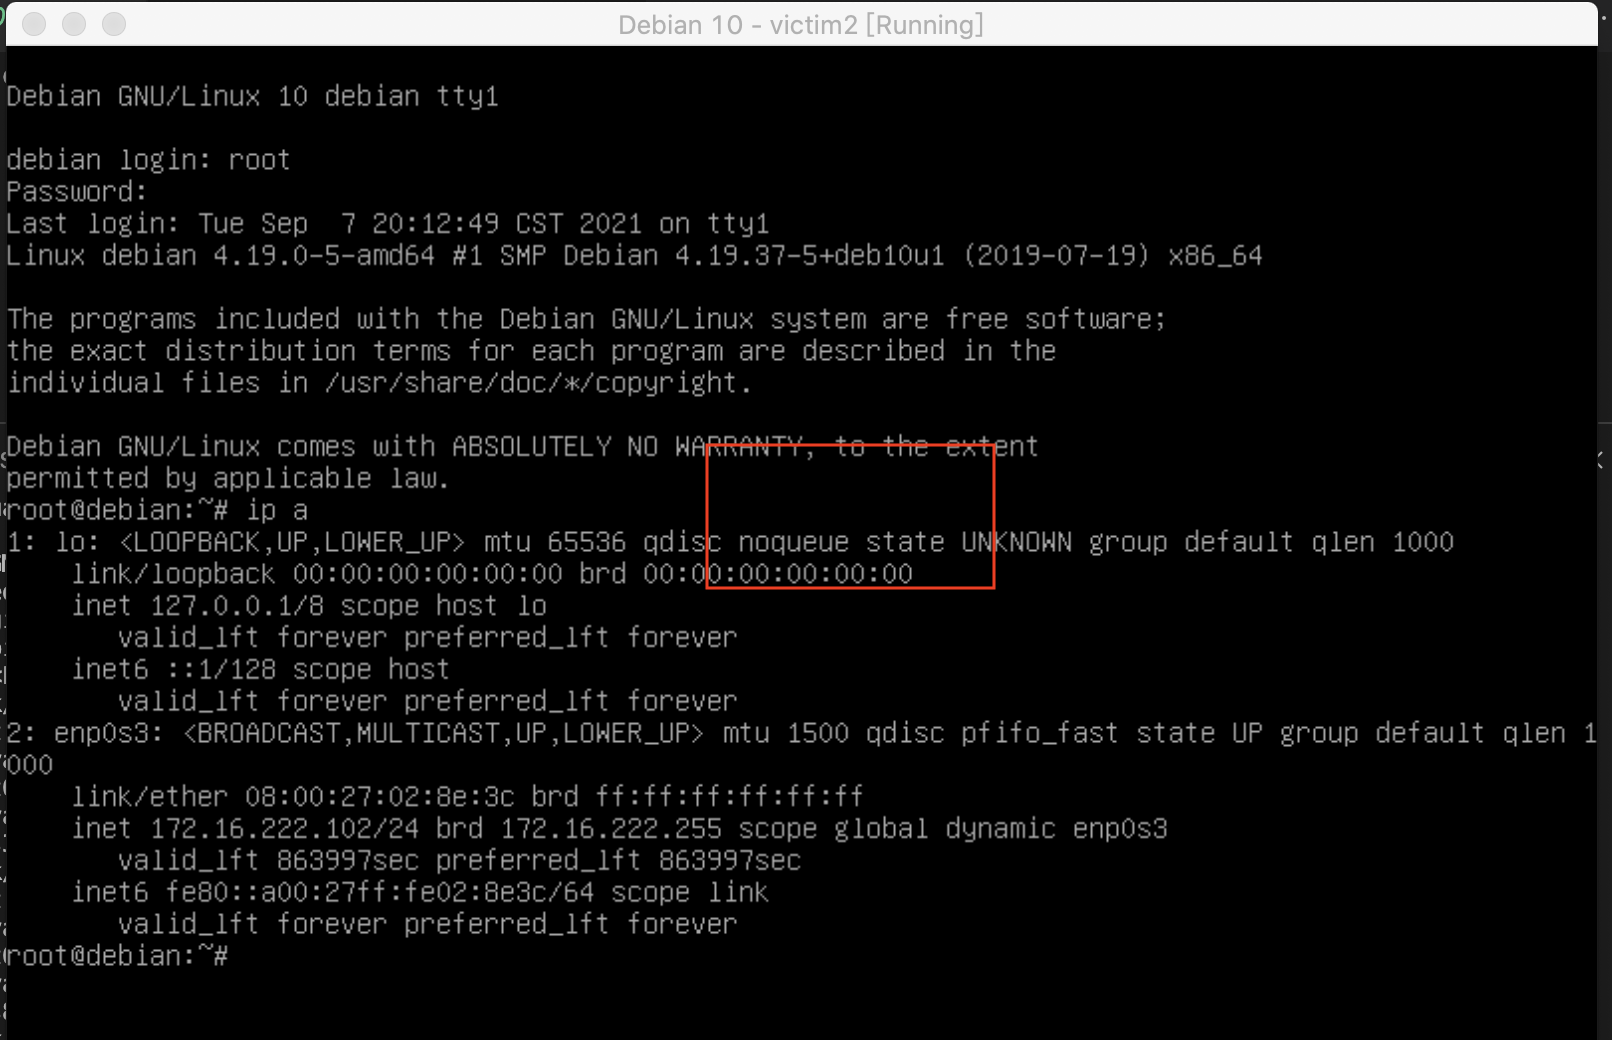 Debian 10 - victim2 [Running]
Debian GNU/Linux 10 debian tty1
debian login: root
Password:
Last login: Tue Sep  7 20:12:49 CST 2021 on tty1
Linux debian 4.19.0-5-amd64 #1 SMP Debian 4.19.37-5+deb10u1 (2019-07-19) x86_64
The programs included with the Debian GNU/Linux system are free software;
the exact distribution terms for each program are described in the
individual files in /usr/share/doc/*/copyright.
Debian GNU/Linux comes with ABSOLUTELY NO WARRANTY, to the extent
permitted by applicable law.
root@debian:~# ip a
1: lo: <LOOPBACK,UP,LOWER_UP> mtu 65536 qdisc noqueue state UNKNOWN group default qlen 1000
    link/loopback 00:00:00:00:00:00 brd 00:00:00:00:00:00
    inet 127.0.0.1/8 scope host lo
       valid_lft forever preferred_lft forever
    inet6 ::1/128 scope host
       valid_lft forever preferred_lft forever
2: enp0s3: <BROADCAST,MULTICAST,UP,LOWER_UP> mtu 1500 qdisc pfifo_fast state UP group default qlen 1
000
    link/ether 08:00:27:02:8e:3c brd ff:ff:ff:ff:ff:ff
    inet 172.16.222.102/24 brd 172.16.222.255 scope global dynamic enp0s3
       valid_lft 863997sec preferred_lft 863997sec
    inet6 fe80::a00:27ff:fe02:8e3c/64 scope link
       valid_lft forever preferred_lft forever
root@debian:~#